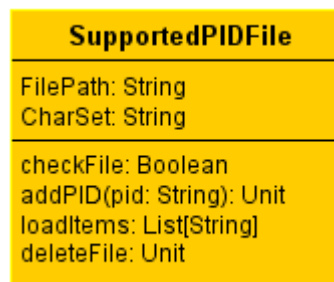 SupportedPIDFile
FilePath: String
CharSet: String
checkFile: Boolean
addPID(pid: String): Unit
loadItems: List[String]
deleteFile: Unit